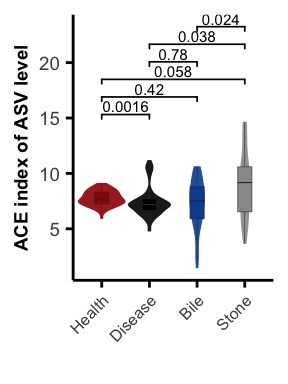 0.024
0.038
0.78
0.058
0.42
0.0016
ACE index of ASV level
20
15
10
5
Health
Disease
Bile
Stone